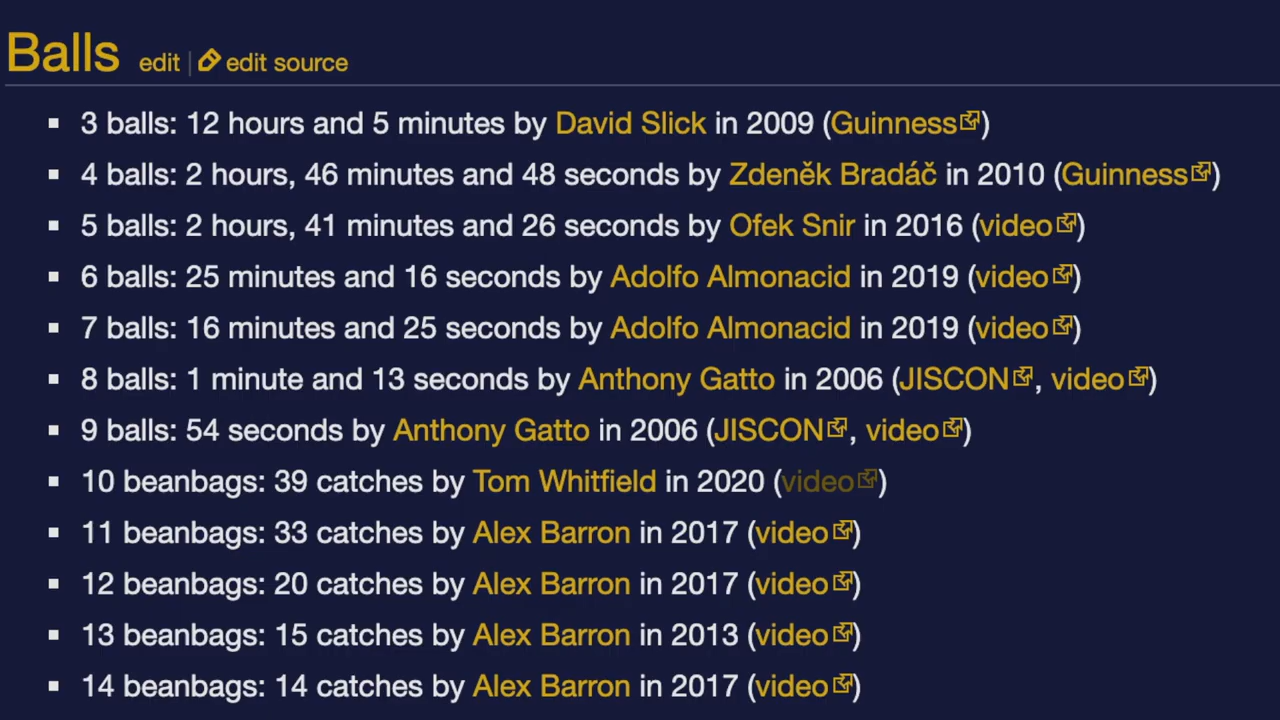 Balls edit | edit source
3 balls: 12 hours and 5 minutes by David Slick in 2009 (Guinness)
4 balls: 2 hours, 46 minutes and 48 seconds by Zdeněk Bradáč in 2010 (Guinness)
5 balls: 2 hours, 41 minutes and 26 seconds by Ofek Snir in 2016 (video)
6 balls: 25 minutes and 16 seconds by Adolfo Almonacid in 2019 (video)
7 balls: 16 minutes and 25 seconds by Adolfo Almonacid in 2019 (video)
8 balls: 1 minute and 13 seconds by Anthony Gatto in 2006 (JISCON, video)
9 balls: 54 seconds by Anthony Gatto in 2006 (JISCON, video)
10 beanbags: 39 catches by Tom Whitfield in 2020 (video)
11 beanbags: 33 catches by Alex Barron in 2017 (video)
12 beanbags: 20 catches by Alex Barron in 2017 (video)
13 beanbags: 15 catches by Alex Barron in 2013 (video)
14 beanbags: 14 catches by Alex Barron in 2017 (video)